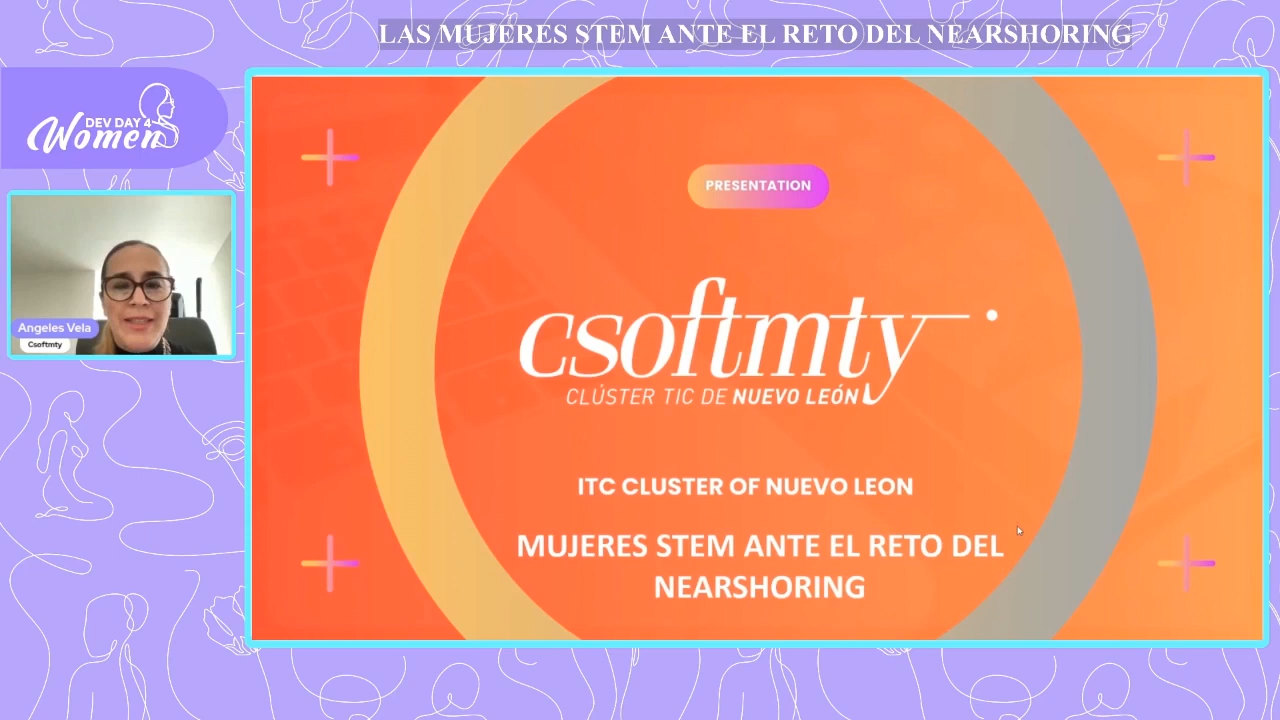 LAS MUJERES STEM ANTE EL RETO DEL NEARSHORING
DEV DAY 4
Women
Angeles Vela
Csoftmty
PRESENTATION
csoftmty
CLÚSTER TIC DE NUEVO LEÓN
ITC CLUSTER OF NUEVO LEON
MUJERES STEM ANTE EL RETO DEL
NEARSHORING